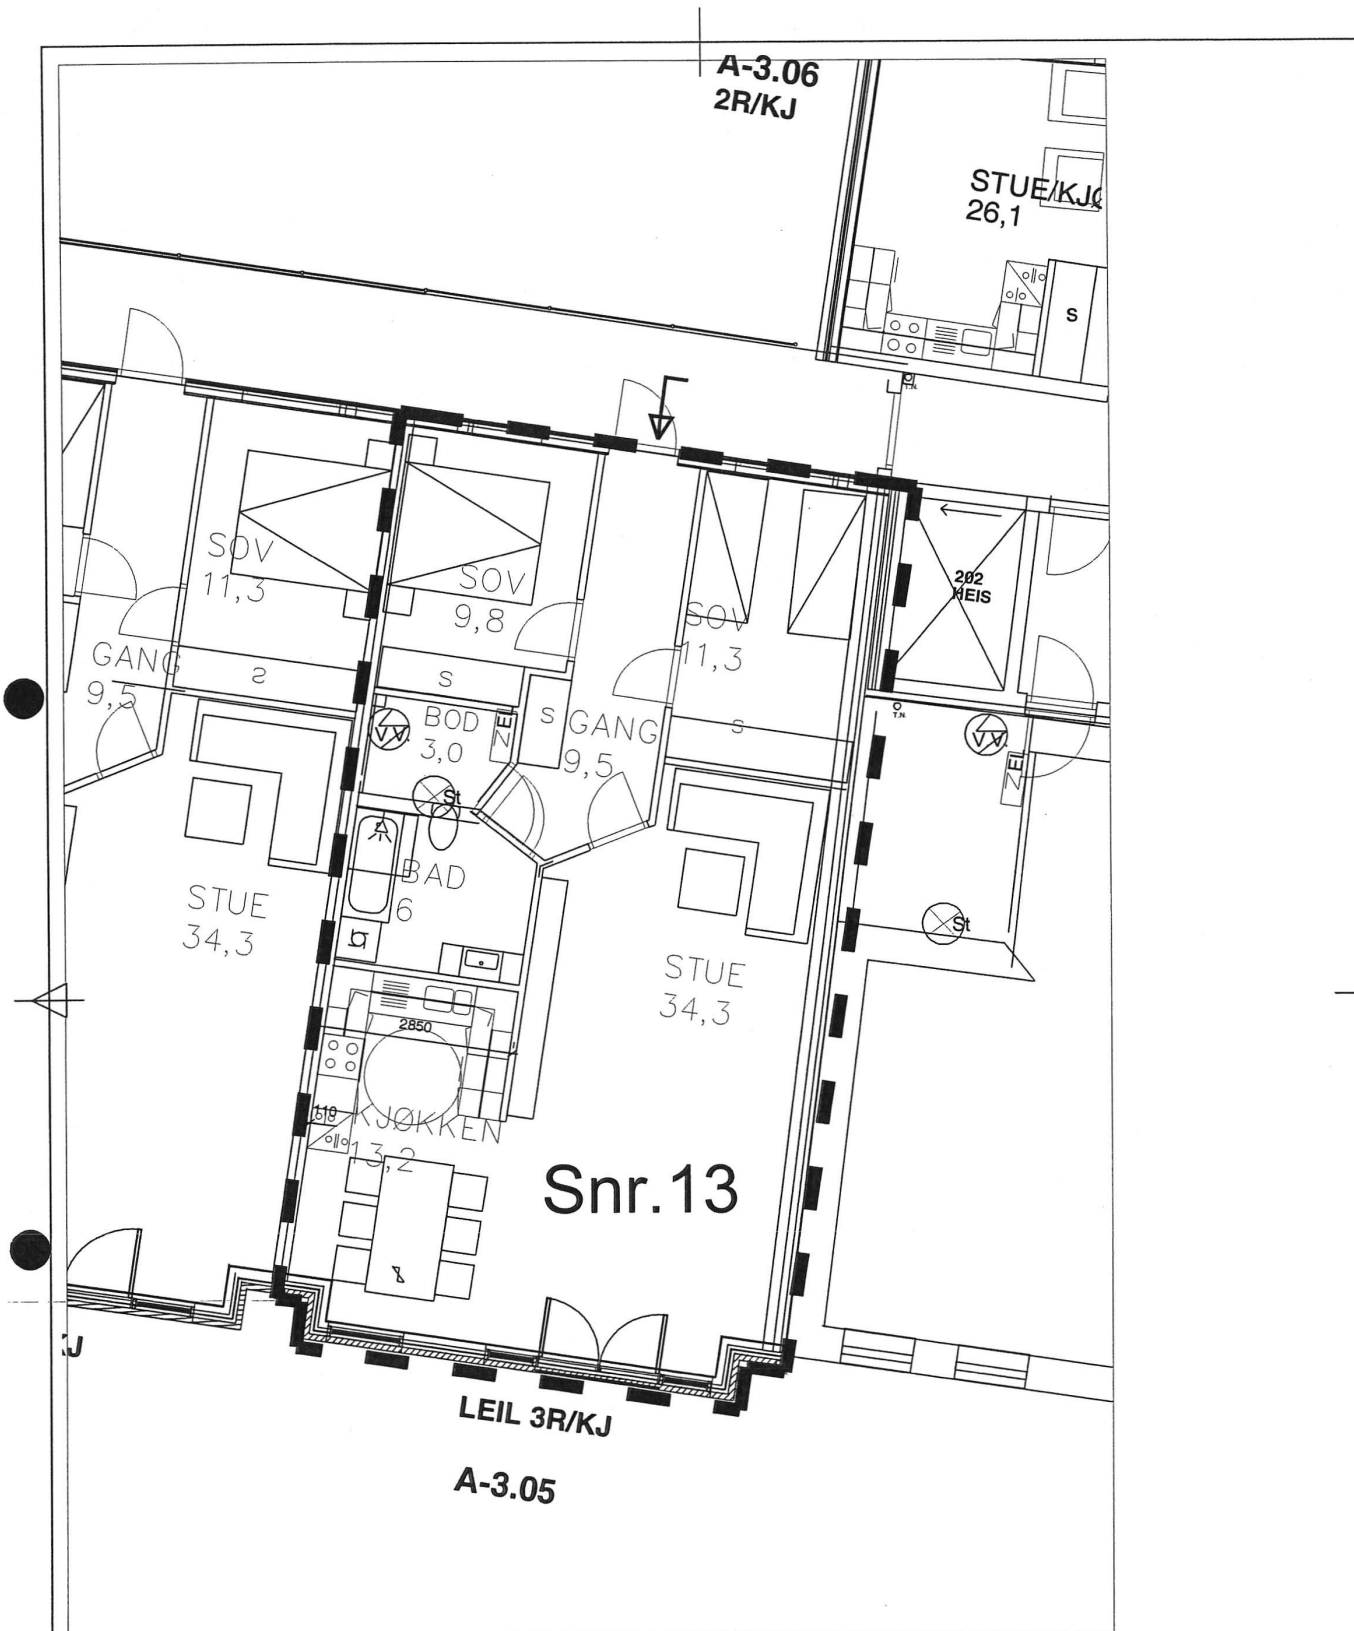 A-3.06
2R/KJ
STUE/KJØ
26,1
S
T.N.
SOV
11,3
SOV
9,8
SOV
11,3
202
HEIS
GANG
9,5
S
S
S
GANG
9,5
S
BOD
3,0
EL
T.N.
EL
St
BAD
6
St
STUE
34,3
STUE
34,3
2850
110
KJØKKEN
13,2
Snr.13
KJ
LEIL 3R/KJ
A-3.05